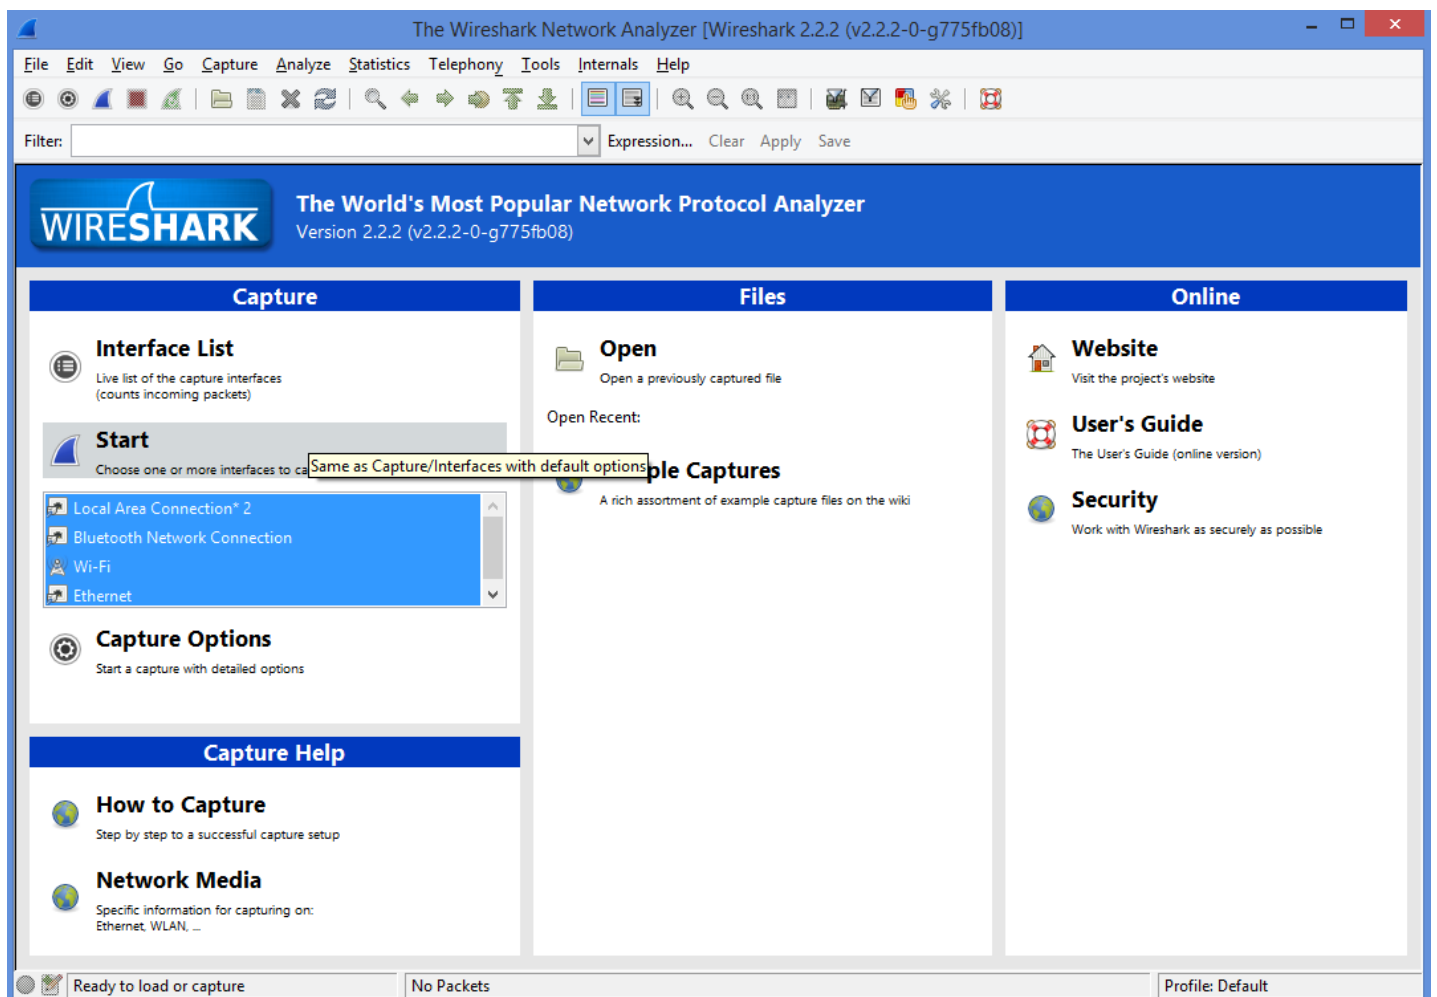 The Wireshark Network Analyzer [Wireshark 2.2.2 (v2.2.2-0-g775fb08)]
File Edit View Go Capture Analyze Statistics Telephony Tools Internals Help
Filter: Expression... Clear Apply Save
WIRESHARK
The World's Most Popular Network Protocol Analyzer
Version 2.2.2 (v2.2.2-0-g775fb08)
Capture
Interface List
Live list of the capture interfaces
(counts incoming packets)
Start
Choose one or more interfaces to
Same as Capture/Interfaces with default options
Local Area Connection* 2
Bluetooth Network Connection
Wi-Fi
Ethernet
Capture Options
Start a capture with detailed options
Capture Help
How to Capture
Step by step to a successful capture setup
Network Media
Specific information for capturing on:
Ethernet, WLAN, ...
Files
Open
Open a previously captured file
Open Recent:
ple Captures
A rich assortment of example capture files on the wiki
Online
Website
Visit the project's website
User's Guide
The User's Guide (online version)
Security
Work with Wireshark as securely as possible
Ready to load or capture
No Packets
Profile: Default